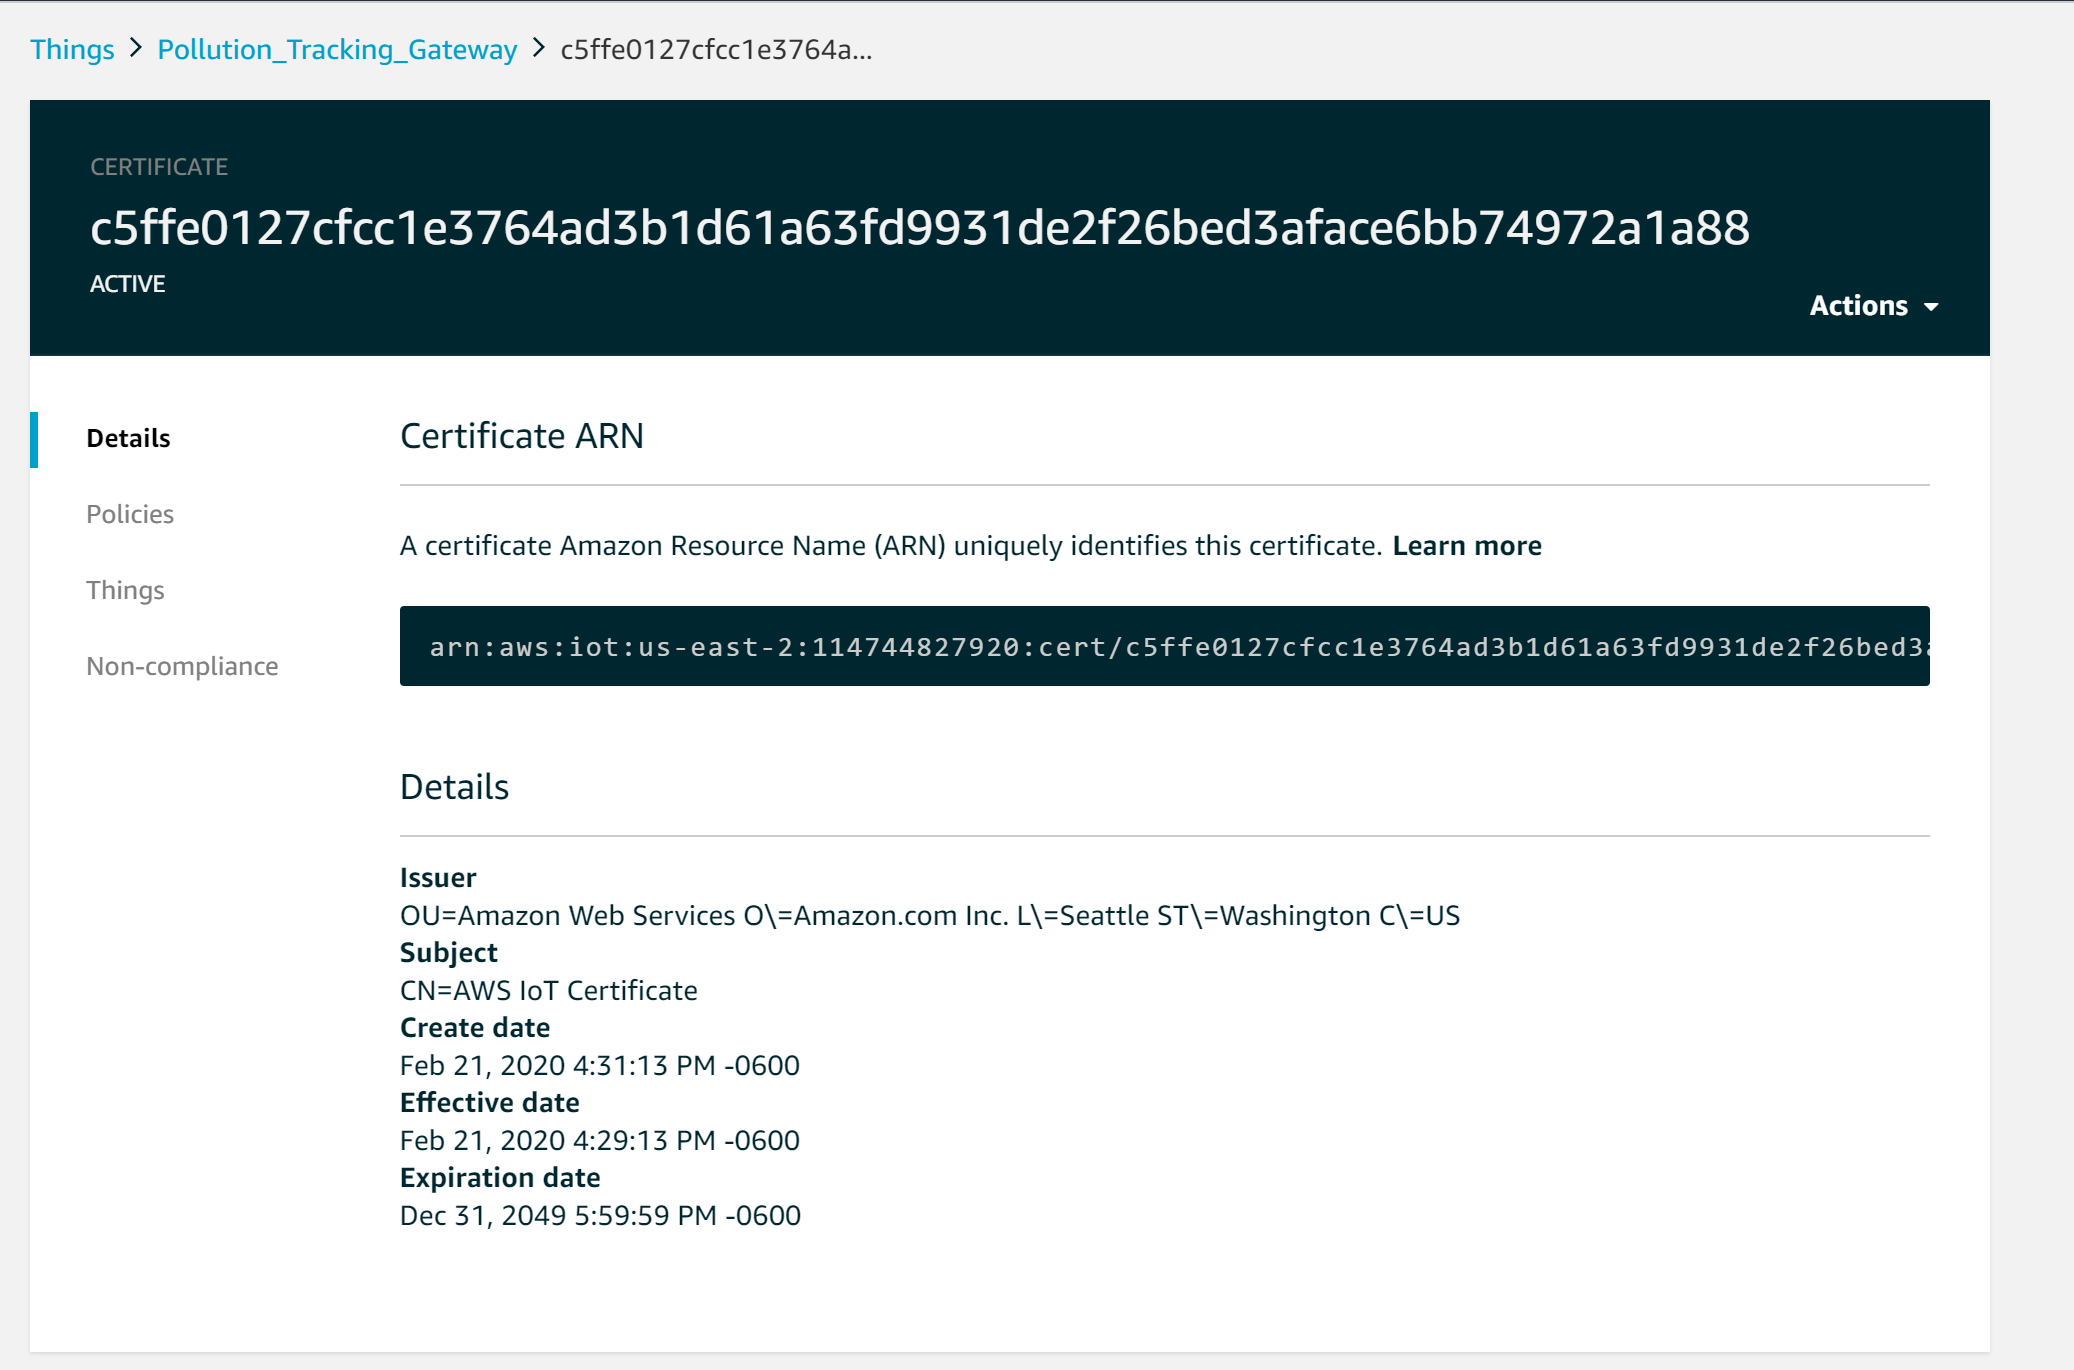 Things > Pollution_Tracking_Gateway > c5ffe0127cfcc1e3764a...
CERTIFICATE
c5ffe0127cfcc1e3764ad3b1d61a63fd9931de2f26bed3aface6bb74972a1a88
ACTIVE
Actions
Details
Policies
Things
Non-compliance
Certificate ARN
A certificate Amazon Resource Name (ARN) uniquely identifies this certificate. Learn more
arn:aws:iot:us-east-2:114744827920:cert/c5ffe0127cfcc1e3764ad3b1d61a63fd9931de2f26bed3a
Details
Issuer
OU=Amazon Web Services O\=Amazon.com Inc. L\=Seattle ST\=Washington C\=US
Subject
CN=AWS IoT Certificate
Create date
Feb 21, 2020 4:31:13 PM -0600
Effective date
Feb 21, 2020 4:29:13 PM -0600
Expiration date
Dec 31, 2049 5:59:59 PM -0600